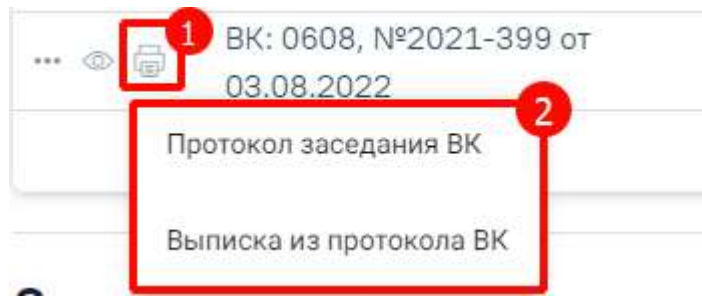 1
ВК: 0608, №2021-399 от
03.08.2022
2
Протокол заседания ВК
Выписка из протокола ВК